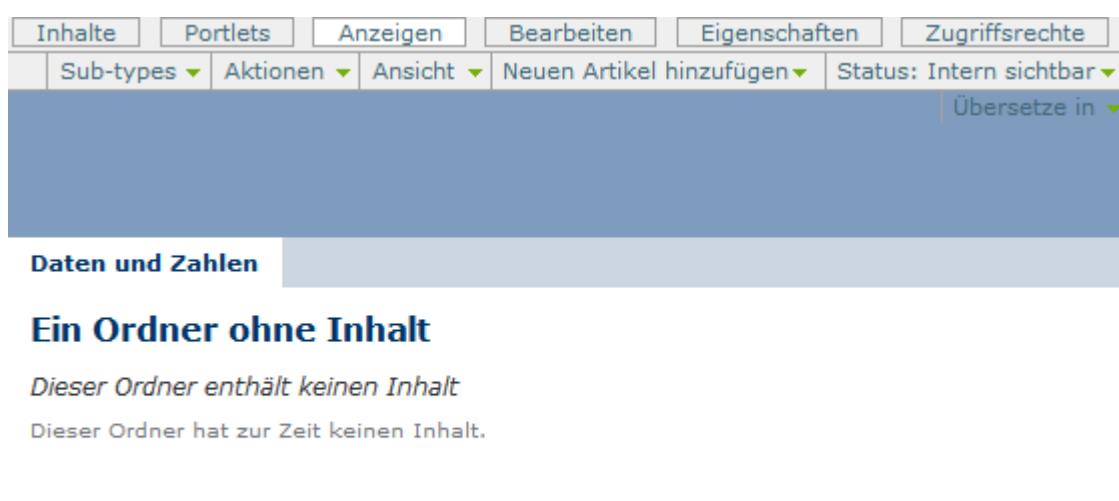 Inhalte Portlets Anzeigen Bearbeiten Eigenschaften Zugriffsrechte
Sub-types Aktionen Ansicht Neuen Artikel hinzufügen Status: Intern sichtbar
Übersetze in
Daten und Zahlen
Ein Ordner ohne Inhalt
Dieser Ordner enthält keinen Inhalt
Dieser Ordner hat zur Zeit keinen Inhalt.